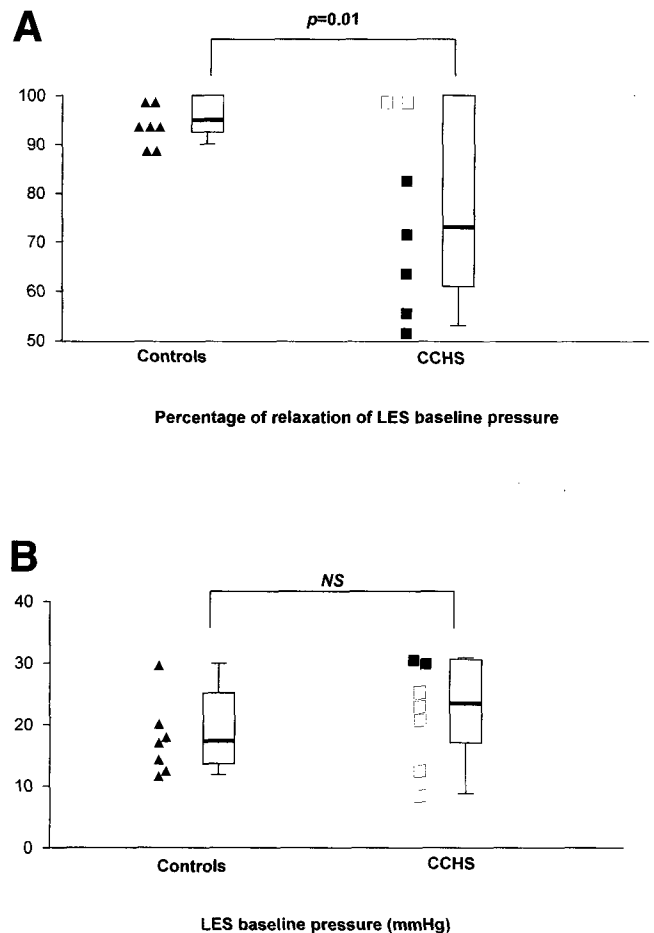 A
p=0.01
100
90
80
70
60
50
Controls CCHS
Percentage of relaxation of LES baseline pressure
B
NS
40
30
20
10
0
Controls CCHS
LES baseline pressure (mmHg)